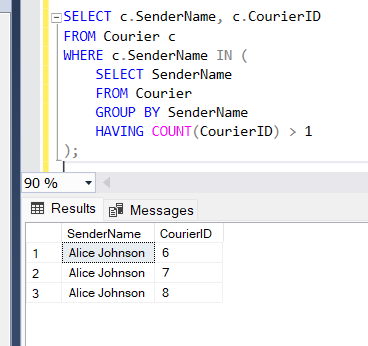 SELECT c.SenderName, c.CourierID
FROM Courier c
WHERE c.SenderName IN (
SELECT SenderName
FROM Courier
GROUP BY SenderName
HAVING COUNT(CourierID) > 1
);
90 %
Results Messages
SenderName CourierID
1 Alice Johnson 6
2 Alice Johnson 7
3 Alice Johnson 8